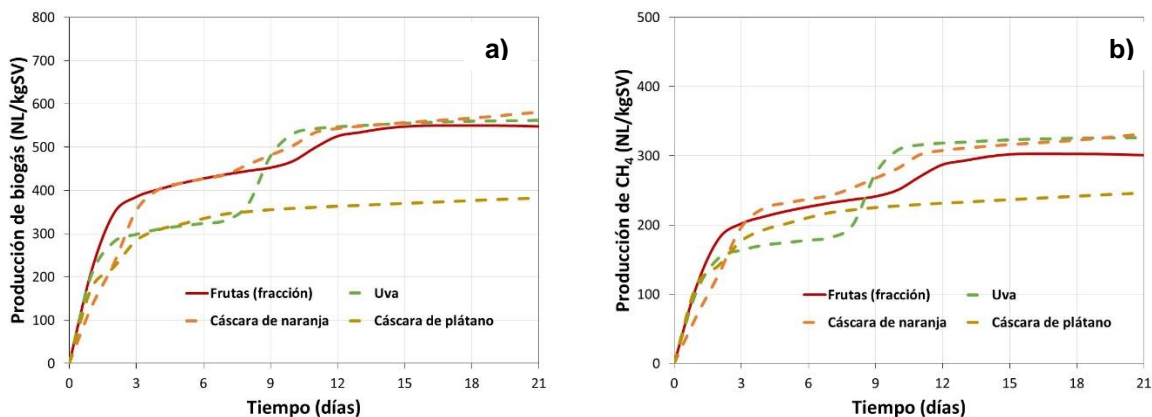 a)
Producción de biogás (NL/kgSV)
800
700
600
500
400
300
200
100
0
Frutas (fracción)
Uva
Cáscara de naranja
Cáscara de plátano
0 3 6 9 12 15 18 21
Tiempo (días)
b)
Producción de CH₄ (NL/kgSV)
500
400
300
200
100
0
Frutas (fracción)
Uva
Cáscara de naranja
Cáscara de plátano
0 3 6 9 12 15 18 21
Tiempo (días)